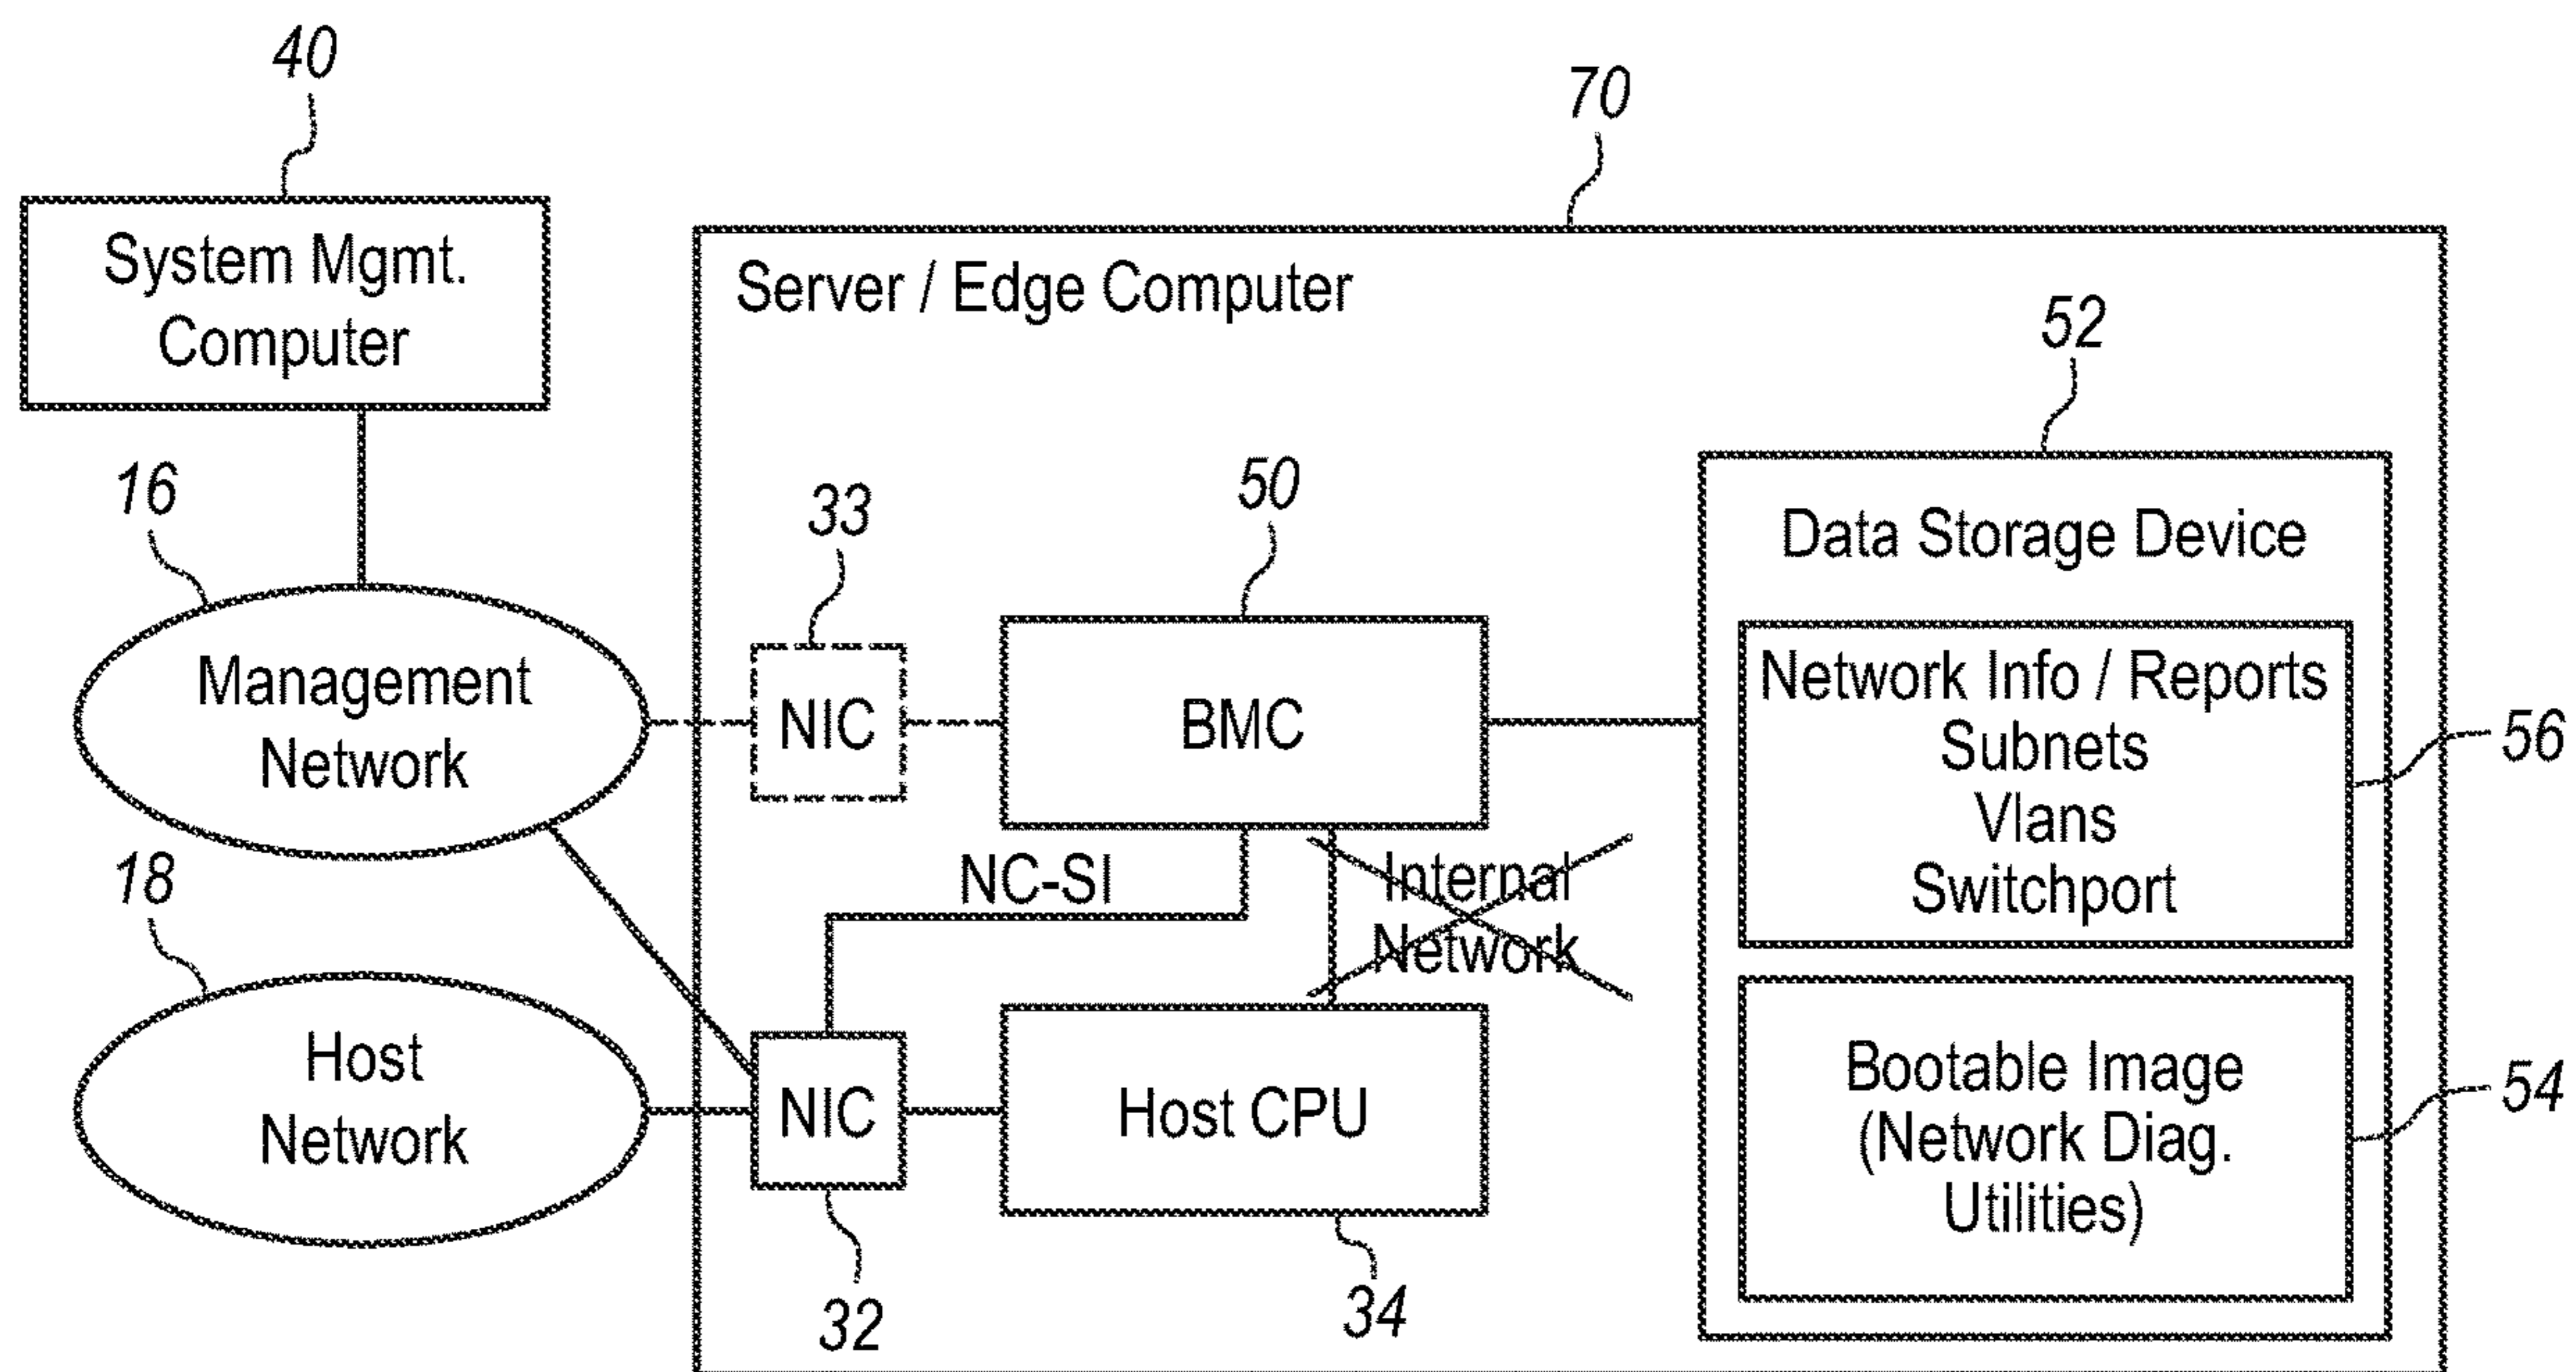 40
70
System Mgmt.
Computer
Server / Edge Computer
52
16
33
50
Data Storage Device
Management
Network
NIC
BMC
Network Info / Reports
Subnets
Vlans
Switchport
56
18
NC-SI
Internal
Network
Host
Network
NIC
Host CPU
Bootable Image
(Network Diag.
Utilities)
54
32
34